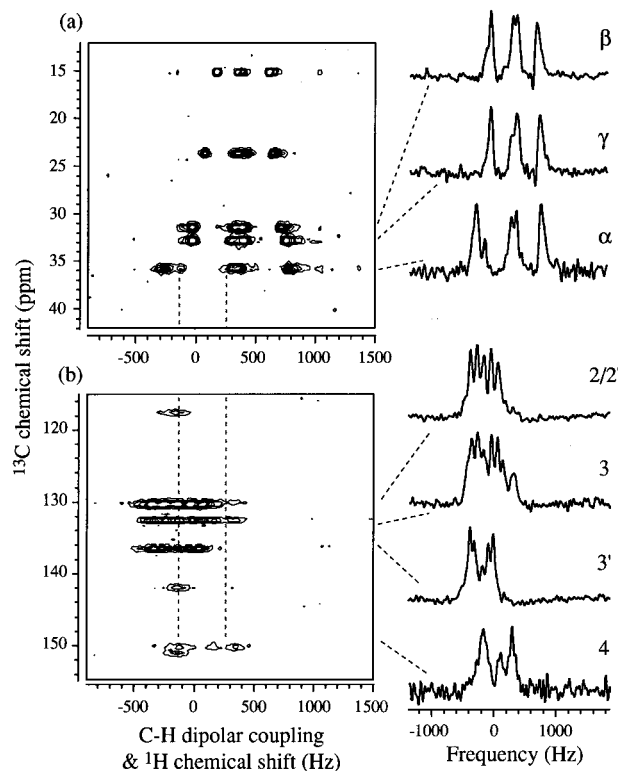 (a)
15
20
25
30
35
40
-500 0 500 1000 1500
β
γ
α
13C chemical shift (ppm)
(b)
120
130
140
150
-500 0 500 1000 1500
C-H dipolar coupling
& 1H chemical shift (Hz)
2/2'
3
3'
4
-1000 0 1000
Frequency (Hz)